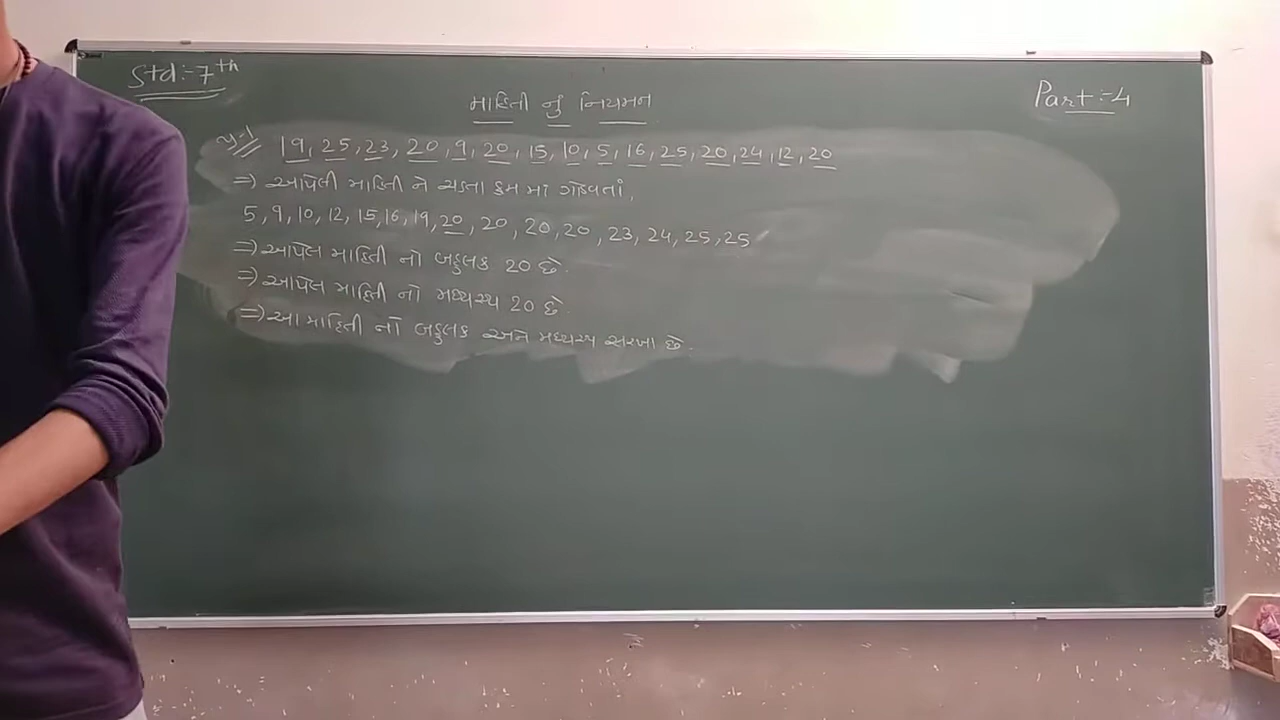 Std:-7th
માહિતી નું નિયમન
Part:-4
પ્ર-1 19, 25, 23, 20, 9, 20, 15, 10, 5, 16, 25, 20, 24, 12, 20
⇒ આપેલી માહિતી ને ચડતા ક્રમ માં ગોઠવતાં,
5, 9, 10, 12, 15, 16, 19, 20, 20, 20, 20, 23, 24, 25, 25
⇒ આપેલ માહિતી નો બહુલક 20 છે.
⇒ આપેલ માહિતી નો મધ્યસ્થ 20 છે.
⇒ આ માહિતી નાં બહુલક અને મધ્યસ્થ સરખા છે.